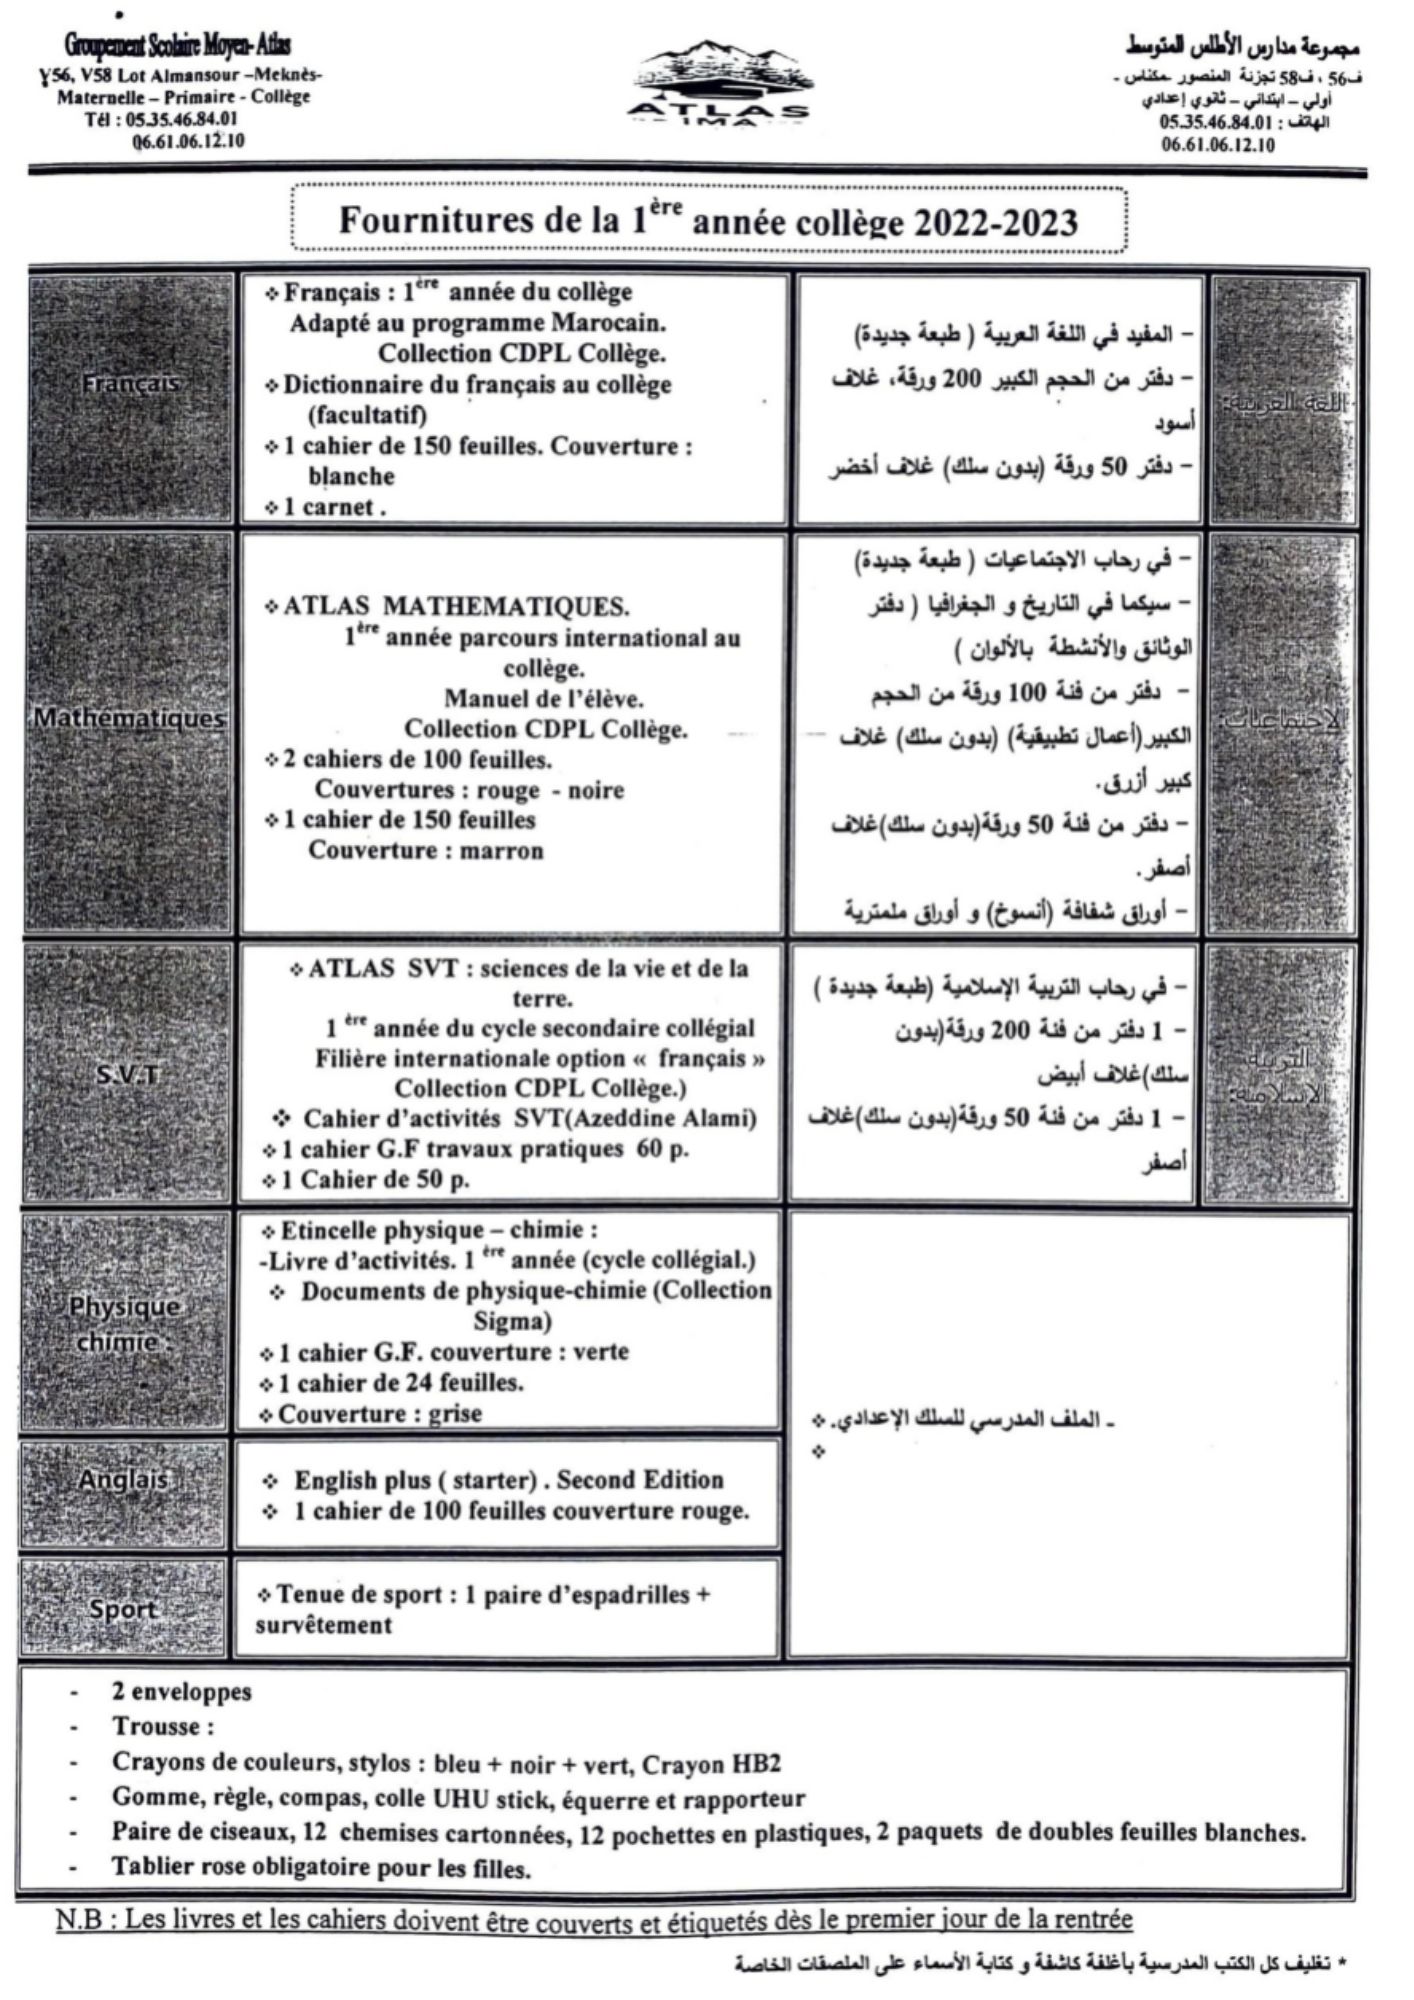 Groupement Scolaire Moyen- Atlas
Y56, V58 Lot Almansour –Meknès-
Maternelle – Primaire - Collège
Tél : 05.35.46.84.01
06.61.06.12.10
ATLAS
IMA
مجموعة مدارس الأطلس المتوسط
ف56 ، ف58 تجزئة المنصور -مكناس -
أولي – ابتدائي – ثانوي إعدادي
الهاتف : 05.35.46.84.01
06.61.06.12.10
Fournitures de la 1ère année collège 2022-2023
Français
❖ Français : 1ère année du collège
Adapté au programme Marocain.
Collection CDPL Collège.
❖ Dictionnaire du français au collège
(facultatif)
❖ 1 cahier de 150 feuilles. Couverture :
blanche
❖ 1 carnet .
اللغة العربية:
– المفيد في اللغة العربية ( طبعة جديدة)
– دفتر من الحجم الكبير 200 ورقة، غلاف
أسود
– دفتر 50 ورقة (بدون سلك) غلاف أخضر
Mathématiques
❖ ATLAS MATHEMATIQUES.
1ère année parcours international au
collège.
Manuel de l’élève.
Collection CDPL Collège.
❖ 2 cahiers de 100 feuilles.
Couvertures : rouge - noire
❖ 1 cahier de 150 feuilles
Couverture : marron
الاجتماعيات:
– في رحاب الاجتماعيات ( طبعة جديدة)
– سيكما في التاريخ و الجغرافيا ( دفتر
الوثائق والأنشطة بالألوان )
– دفتر من فئة 100 ورقة من الحجم
الكبير(أعمال تطبيقية) (بدون سلك) غلاف
كبير أزرق.
– دفتر من فئة 50 ورقة(بدون سلك)غلاف
أصفر.
– أوراق شفافة (أنسوخ) و أوراق ملمترية
S.V.T
❖ ATLAS SVT : sciences de la vie et de la
terre.
1 ère année du cycle secondaire collégial
Filière internationale option « français »
Collection CDPL Collège.)
❖ Cahier d’activités SVT(Azeddine Alami)
❖ 1 cahier G.F travaux pratiques 60 p.
❖ 1 Cahier de 50 p.
التربية
الإسلامية:
– في رحاب التربية الإسلامية (طبعة جديدة )
– 1 دفتر من فئة 200 ورقة(بدون
سلك)غلاف أبيض
– 1 دفتر من فئة 50 ورقة(بدون سلك)غلاف
أصفر
Physique
chimie :
❖ Etincelle physique – chimie :
-Livre d’activités. 1 ère année (cycle collégial.)
❖ Documents de physique-chimie (Collection
Sigma)
❖ 1 cahier G.F. couverture : verte
❖ 1 cahier de 24 feuilles.
❖ Couverture : grise
ـ الملف المدرسي للسلك الإعدادي. ❖
❖
Anglais
❖ English plus ( starter) . Second Edition
❖ 1 cahier de 100 feuilles couverture rouge.
Sport
❖ Tenue de sport : 1 paire d’espadrilles +
survêtement
- 2 enveloppes
- Trousse :
- Crayons de couleurs, stylos : bleu + noir + vert, Crayon HB2
- Gomme, règle, compas, colle UHU stick, équerre et rapporteur
- Paire de ciseaux, 12 chemises cartonnées, 12 pochettes en plastiques, 2 paquets de doubles feuilles blanches.
- Tablier rose obligatoire pour les filles.
N.B : Les livres et les cahiers doivent être couverts et étiquetés dès le premier jour de la rentrée
* تغليف كل الكتب المدرسية بأغلفة كاشفة و كتابة الأسماء على الملصقات الخاصة